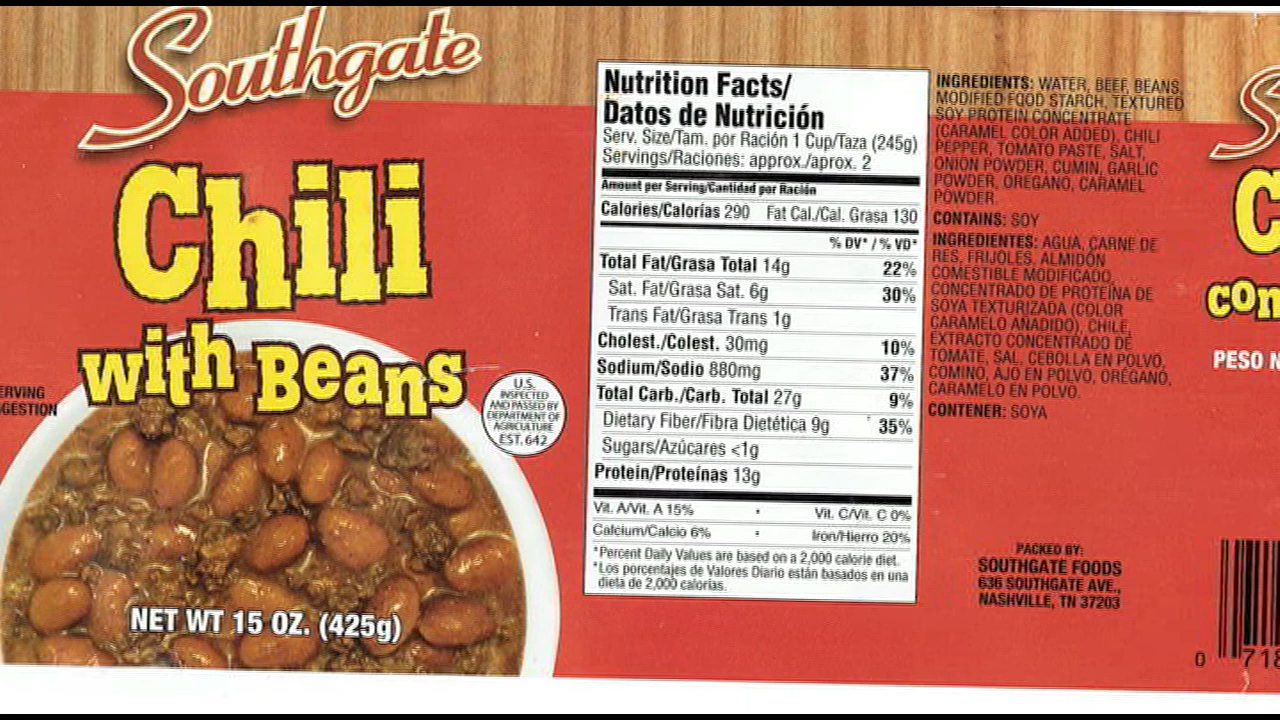 Southgate
Chili
with Beans
ERVING
GGESTION
U.S.
INSPECTED
AND PASSED BY
DEPARTMENT OF
AGRICULTURE
EST. 642
NET WT 15 OZ. (425g)
Nutrition Facts/
Datos de Nutrición
Serv. Size/Tam. por Ración 1 Cup/Taza (245g)
Servings/Raciones: approx./aprox. 2
Amount per Serving/Cantidad por Ración
Calories/Calorías 290 Fat Cal./Cal. Grasa 130
% DV* / % VD*
Total Fat/Grasa Total 14g 22%
Sat. Fat/Grasa Sat. 6g 30%
Trans Fat/Grasa Trans 1g
Cholest./Colest. 30mg 10%
Sodium/Sodio 880mg 37%
Total Carb./Carb. Total 27g 9%
Dietary Fiber/Fibra Dietética 9g 35%
Sugars/Azúcares <1g
Protein/Proteínas 13g
Vit. A/Vit. A 15% • Vit. C/Vit. C 0%
Calcium/Calcio 6% • Iron/Hierro 20%
*Percent Daily Values are based on a 2,000 calorie diet.
*Los porcentajes de Valores Diario están basados en una
dieta de 2,000 calorías.
INGREDIENTS: WATER, BEEF, BEANS,
MODIFIED FOOD STARCH, TEXTURED
SOY PROTEIN CONCENTRATE
(CARAMEL COLOR ADDED), CHILI
PEPPER, TOMATO PASTE, SALT,
ONION POWDER, CUMIN, GARLIC
POWDER, OREGANO, CARAMEL
POWDER.
CONTAINS: SOY
INGREDIENTES: AGUA, CARNE DE
RES, FRIJOLES, ALMIDÓN
COMESTIBLE MODIFICADO,
CONCENTRADO DE PROTEÍNA DE
SOYA TEXTURIZADA (COLOR
CARAMELO AÑADIDO), CHILE,
EXTRACTO CONCENTRADO DE
TOMATE, SAL, CEBOLLA EN POLVO,
COMINO, AJO EN POLVO, ORÉGANO,
CARAMELO EN POLVO.
CONTENER: SOYA
PACKED BY:
SOUTHGATE FOODS
636 SOUTHGATE AVE.,
NASHVILLE, TN 37203
S
C
con
PESO N
0 718